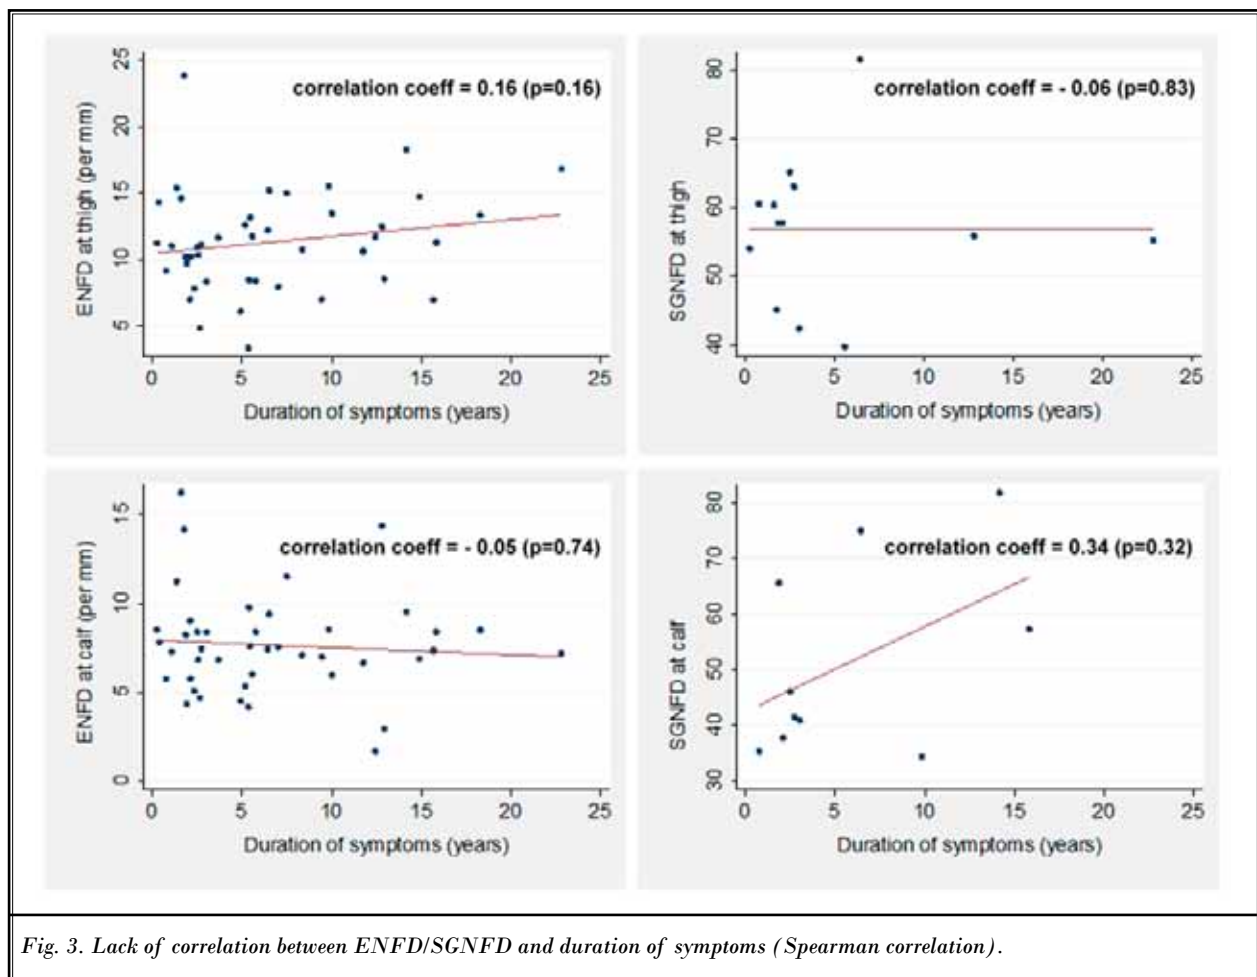 correlation coeff = 0.16 (p=0.16)
ENFD at thigh (per mm)
5 10 15 20 25
0 5 10 15 20 25
Duration of symptoms (years)
correlation coeff = - 0.06 (p=0.83)
SGNFD at thigh
40 50 60 70 80
0 5 10 15 20 25
Duration of symptoms (years)
correlation coeff = - 0.05 (p=0.74)
ENFD at calf (per mm)
0 5 10 15
0 5 10 15 20 25
Duration of symptoms (years)
correlation coeff = 0.34 (p=0.32)
SGNFD at calf
30 40 50 60 70 80
0 5 10 15 20 25
Duration of symptoms (years)
Fig. 3. Lack of correlation between ENFD/SGNFD and duration of symptoms (Spearman correlation).